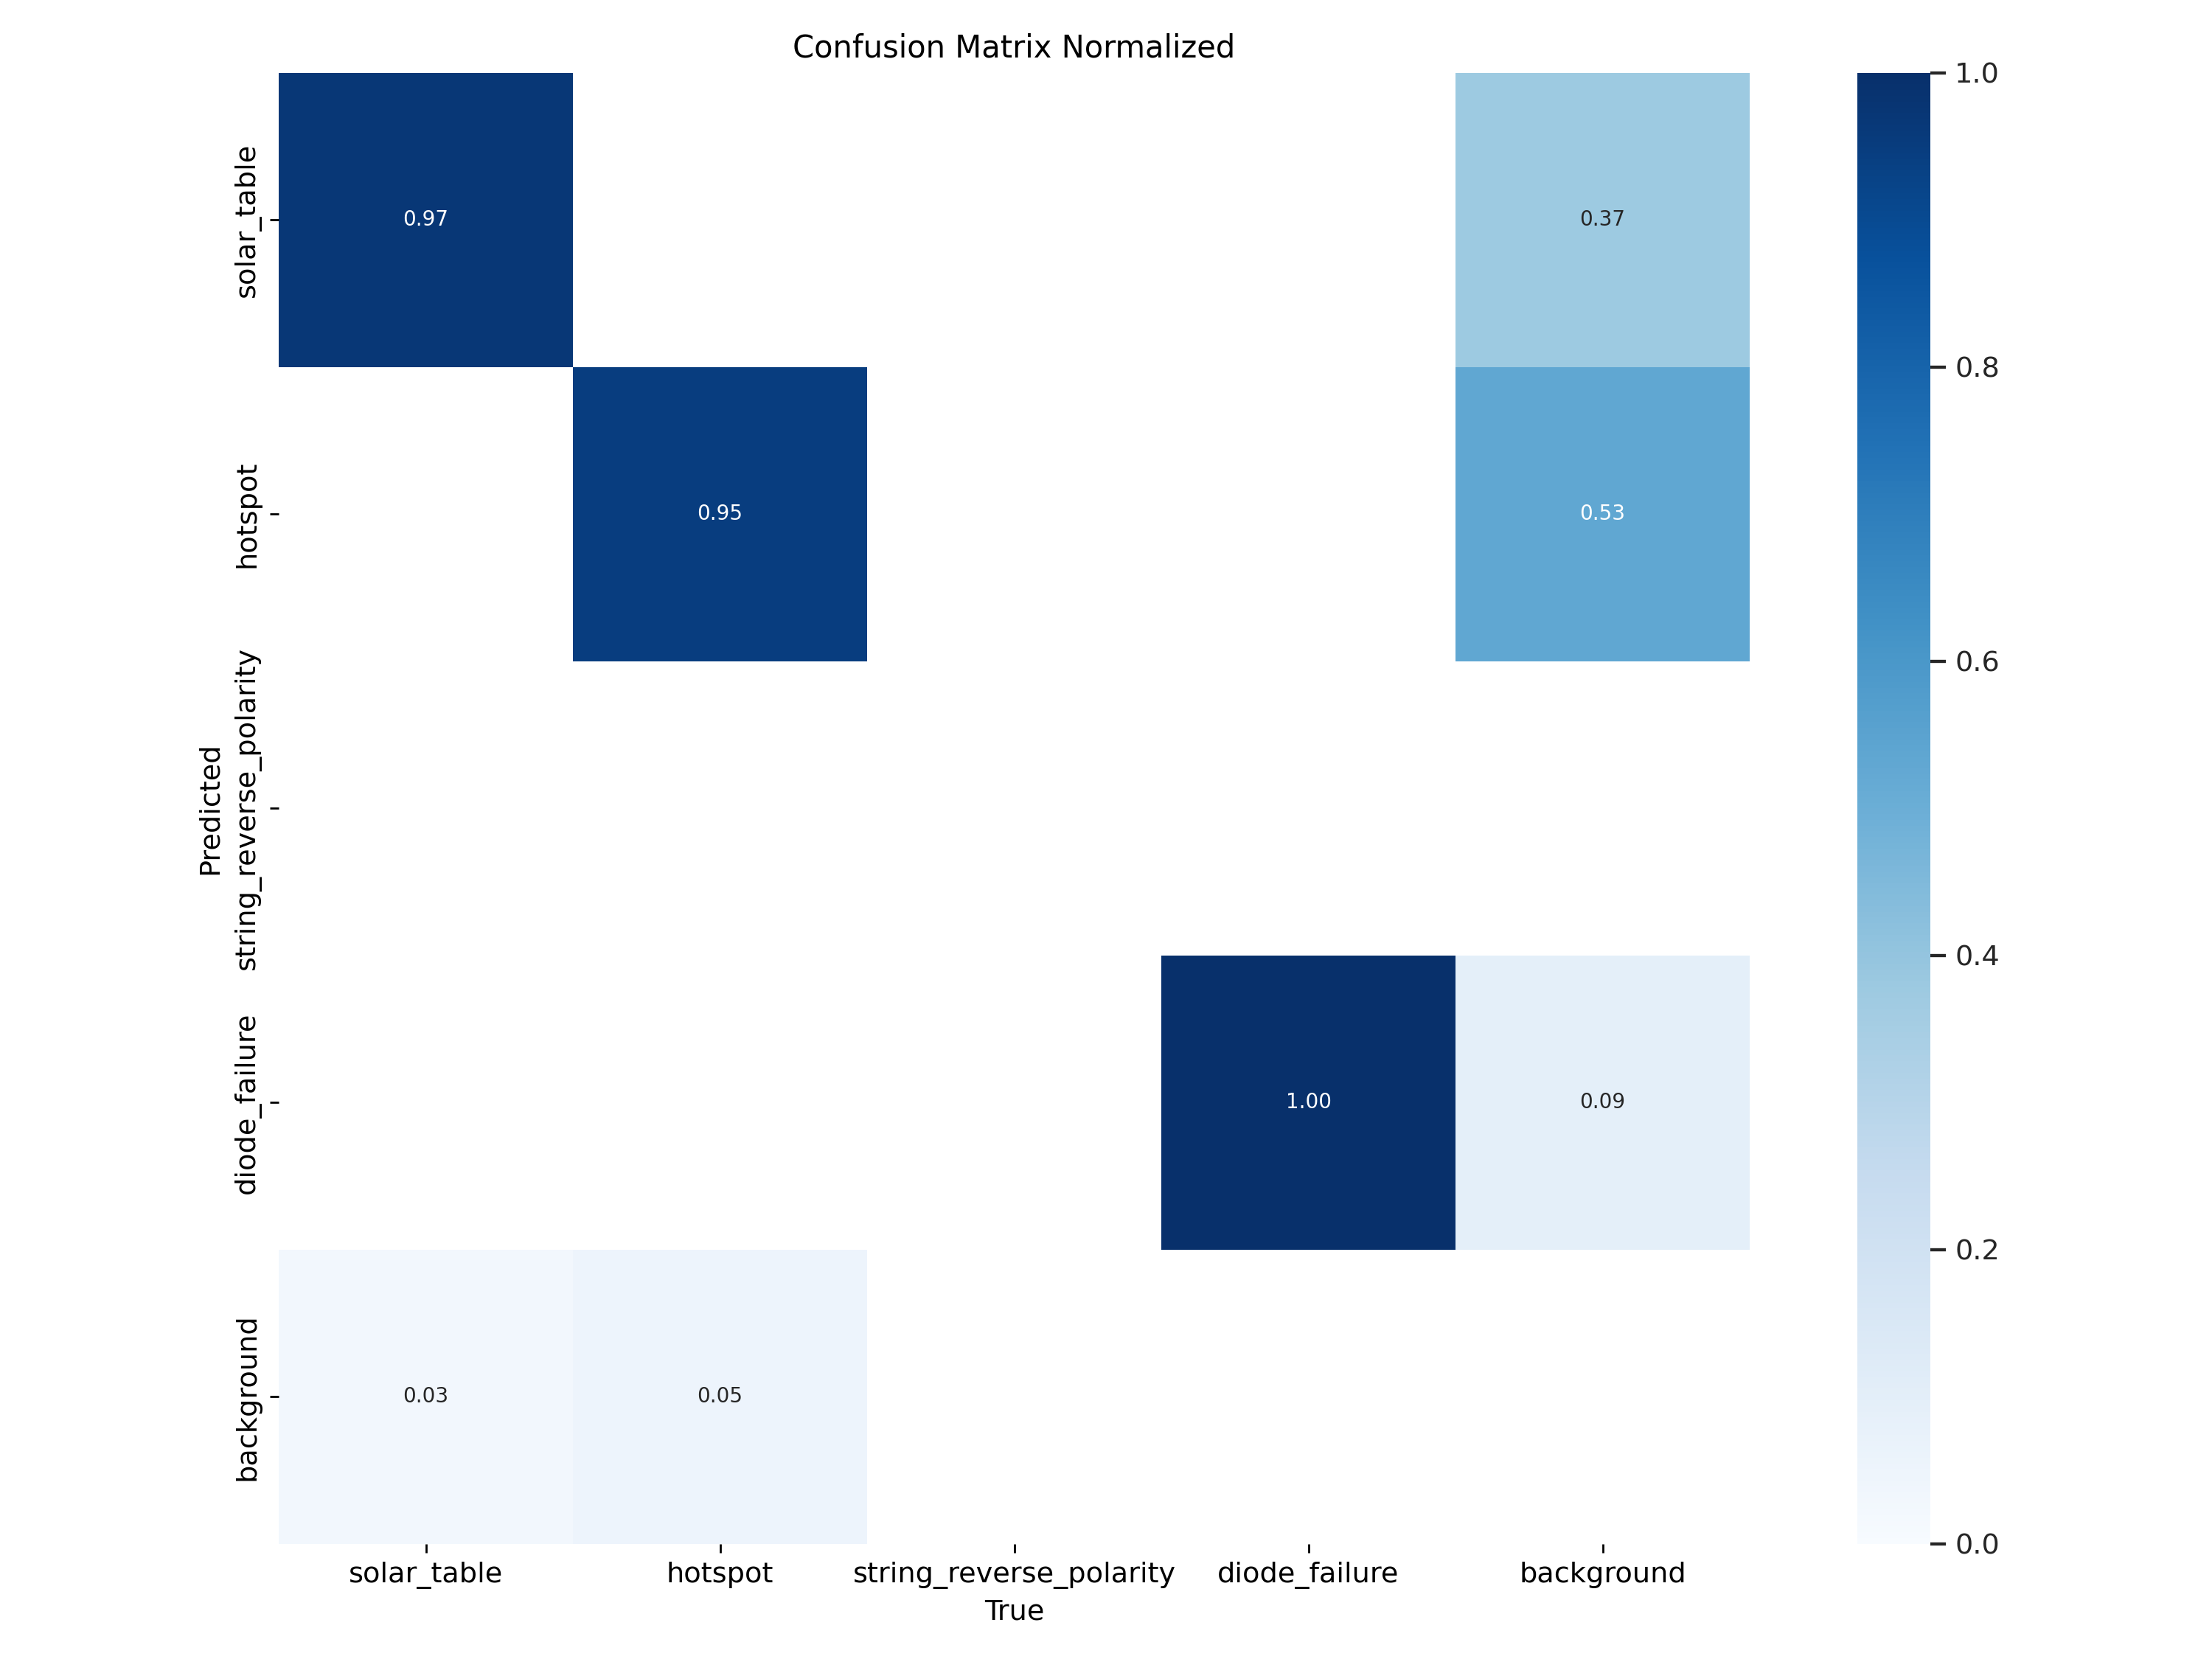 Confusion Matrix Normalized
solar_table
0.97
0.37
hotspot
0.95
0.53
string_reverse_polarity
Predicted
diode_failure
1.00
0.09
background
0.03
0.05
solar_table
hotspot
string_reverse_polarity
diode_failure
background
True
1.0
0.8
0.6
0.4
0.2
0.0